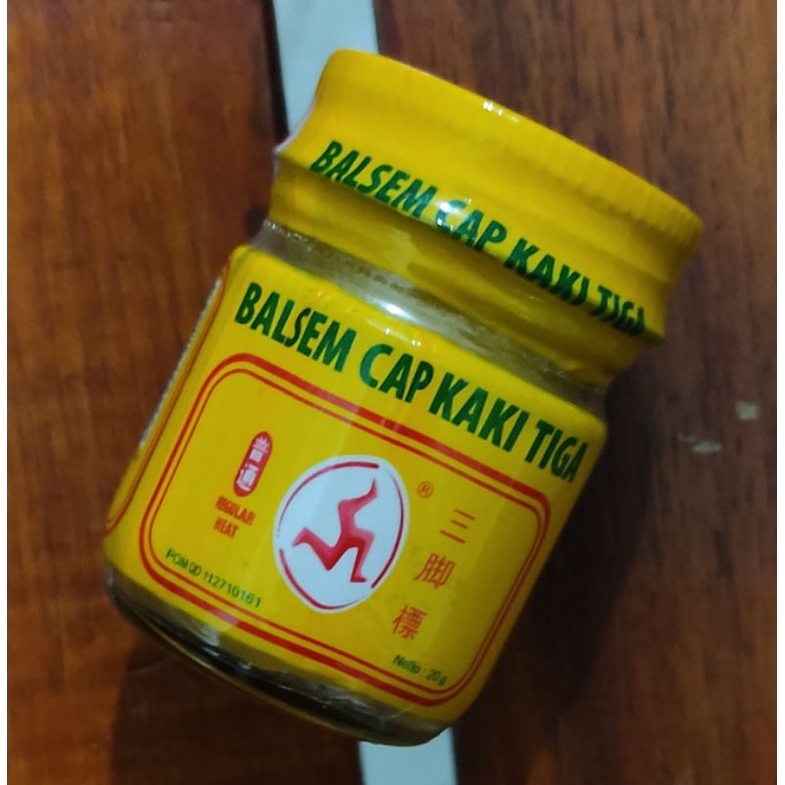 BALSEM CAP KAKI TIGA
BALSEM CAP KAKI TIGA
普通
REGULAR
HEAT
®
三脚標
POM QD 112710161
Netto : 20 g